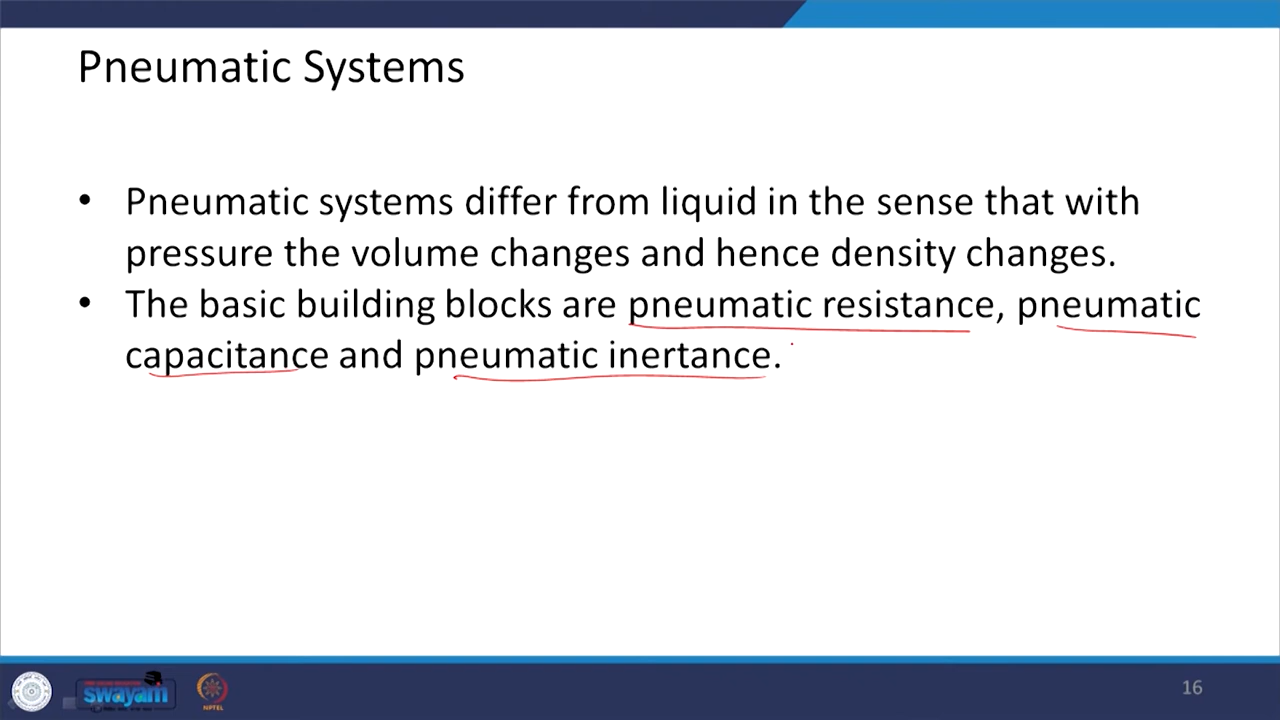 Pneumatic Systems
• Pneumatic systems differ from liquid in the sense that with
pressure the volume changes and hence density changes.
• The basic building blocks are pneumatic resistance, pneumatic
capacitance and pneumatic inertance.
swayam
NPTEL
16